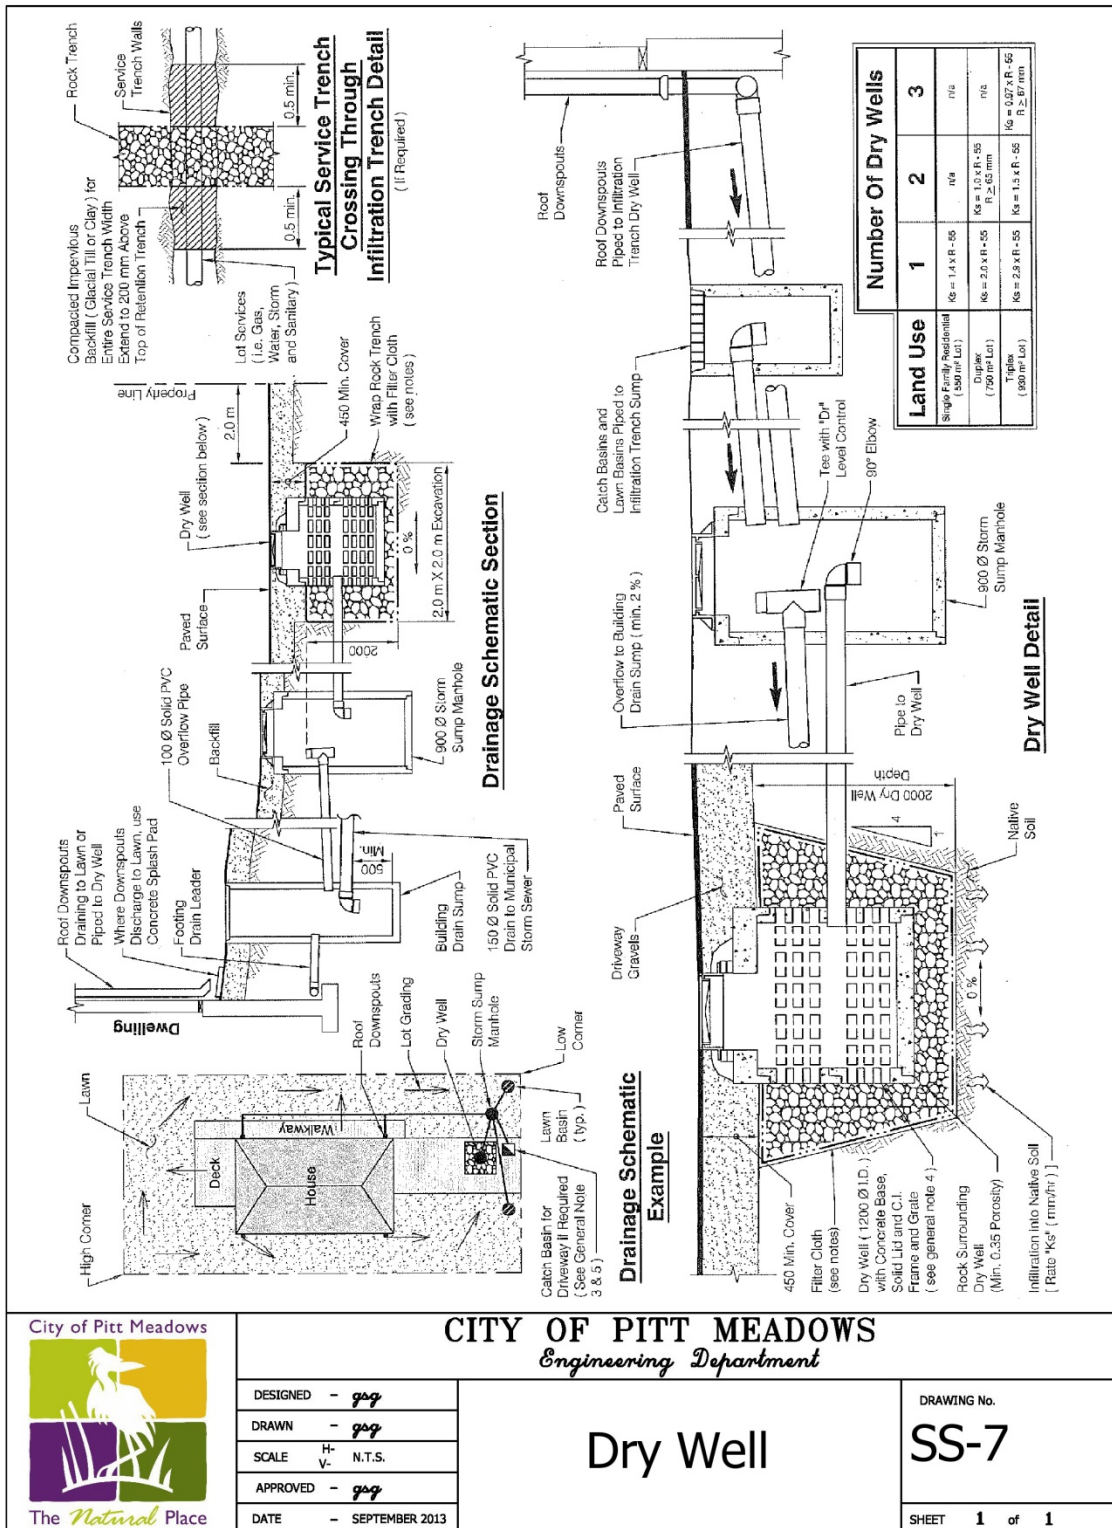 Compacted Impervious
Backfill ( Glacial Till or Clay ) for
Entire Service Trench Width
Extend to 200 mm Above
Top of Retention Trench
Rock Trench
Service
Trench Walls
0.5 min.
0.5 min.
Lot Services
( i.e. Gas,
Water, Storm
and Sanitary )
Typical Service Trench
Crossing Through
Infiltration Trench Detail
( If Required )
Roof Downspouts
Draining to Lawn or
Piped to Dry Well
Where Downspouts
Discharge to Lawn, use
Concrete Splash Pad
Footing
Drain Leader
Dwelling
Building
Drain Sump
150 Ø Solid PVC
Drain to Municipal
Storm Sewer
500
Min.
100 Ø Solid PVC
Overflow Pipe
Backfill
900 Ø Storm
Sump Manhole
Paved
Surface
Dry Well
( see section below )
2000
0 %
2.0 m X 2.0 m Excavation
450 Min. Cover
2.0 m
Property Line
Wrap Rock Trench
with Filter Cloth
( see notes )
Drainage Schematic Section
High Corner
Lawn
Deck
House
Walkway
Roof
Downspouts
Lot Grading
Dry Well
Storm Sump
Manhole
Low
Corner
Lawn
Basin
( typ. )
Catch Basin for
Driveway if Required
( See General Note
3 & 5 )
Drainage Schematic
Example
450 Min. Cover
Filter Cloth
(see notes)
Dry Well ( 1200 Ø I.D. )
with Concrete Base,
Solid Lid and C.I.
Frame and Grate
( see general note 4 )
Rock Surrounding
Dry Well
(Min. 0.35 Porosity)
Infiltration into Native Soil
[ Rate "Ks" ( mm/hr ) ]
0 %
Driveway
Gravels
Paved
Surface
2000 Dry Well
Depth
4
1
Native
Soil
Overflow to Building
Drain Sump ( min. 2 % )
Pipe to
Dry Well
Catch Basins and
Lawn Basins Piped to
Infiltration Trench Sump
Tee with "Dr"
Level Control
90° Elbow
900 Ø Storm
Sump Manhole
Roof
Downspouts
Roof Downspouts
Piped to Infiltration
Trench Dry Well
Dry Well Detail
Number Of Dry Wells
Land Use 1 2 3
Single Family Residential ( 550 m² Lot ) Ks = 1.4 x R - 55 n/a n/a
Duplex ( 750 m² Lot ) Ks = 2.0 x R - 55 Ks = 1.0 x R - 55 R ≥ 65 mm n/a
Triplex ( 930 m² Lot ) Ks = 2.9 x R - 55 Ks = 1.5 x R - 55 Ks = 0.97 x R - 55 R ≥ 67 mm
City of Pitt Meadows
The Natural Place
CITY OF PITT MEADOWS
Engineering Department
DESIGNED - gsg
DRAWN - gsg
SCALE H- V- N.T.S.
APPROVED - gsg
DATE - SEPTEMBER 2013
Dry Well
DRAWING No.
SS-7
SHEET 1 of 1